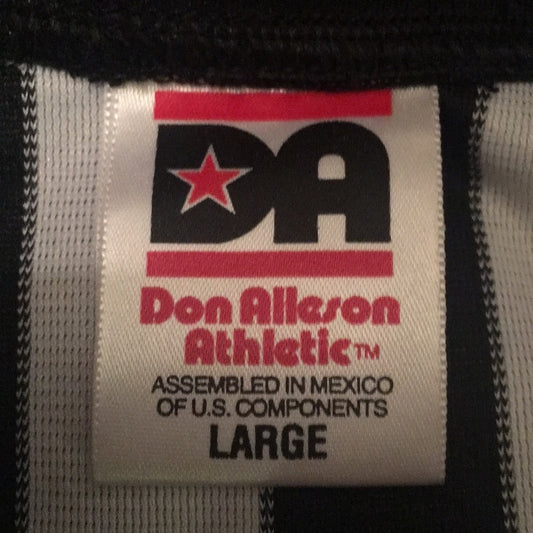 DA
Don Alleson
Athletic™
ASSEMBLED IN MEXICO
OF U.S. COMPONENTS
LARGE